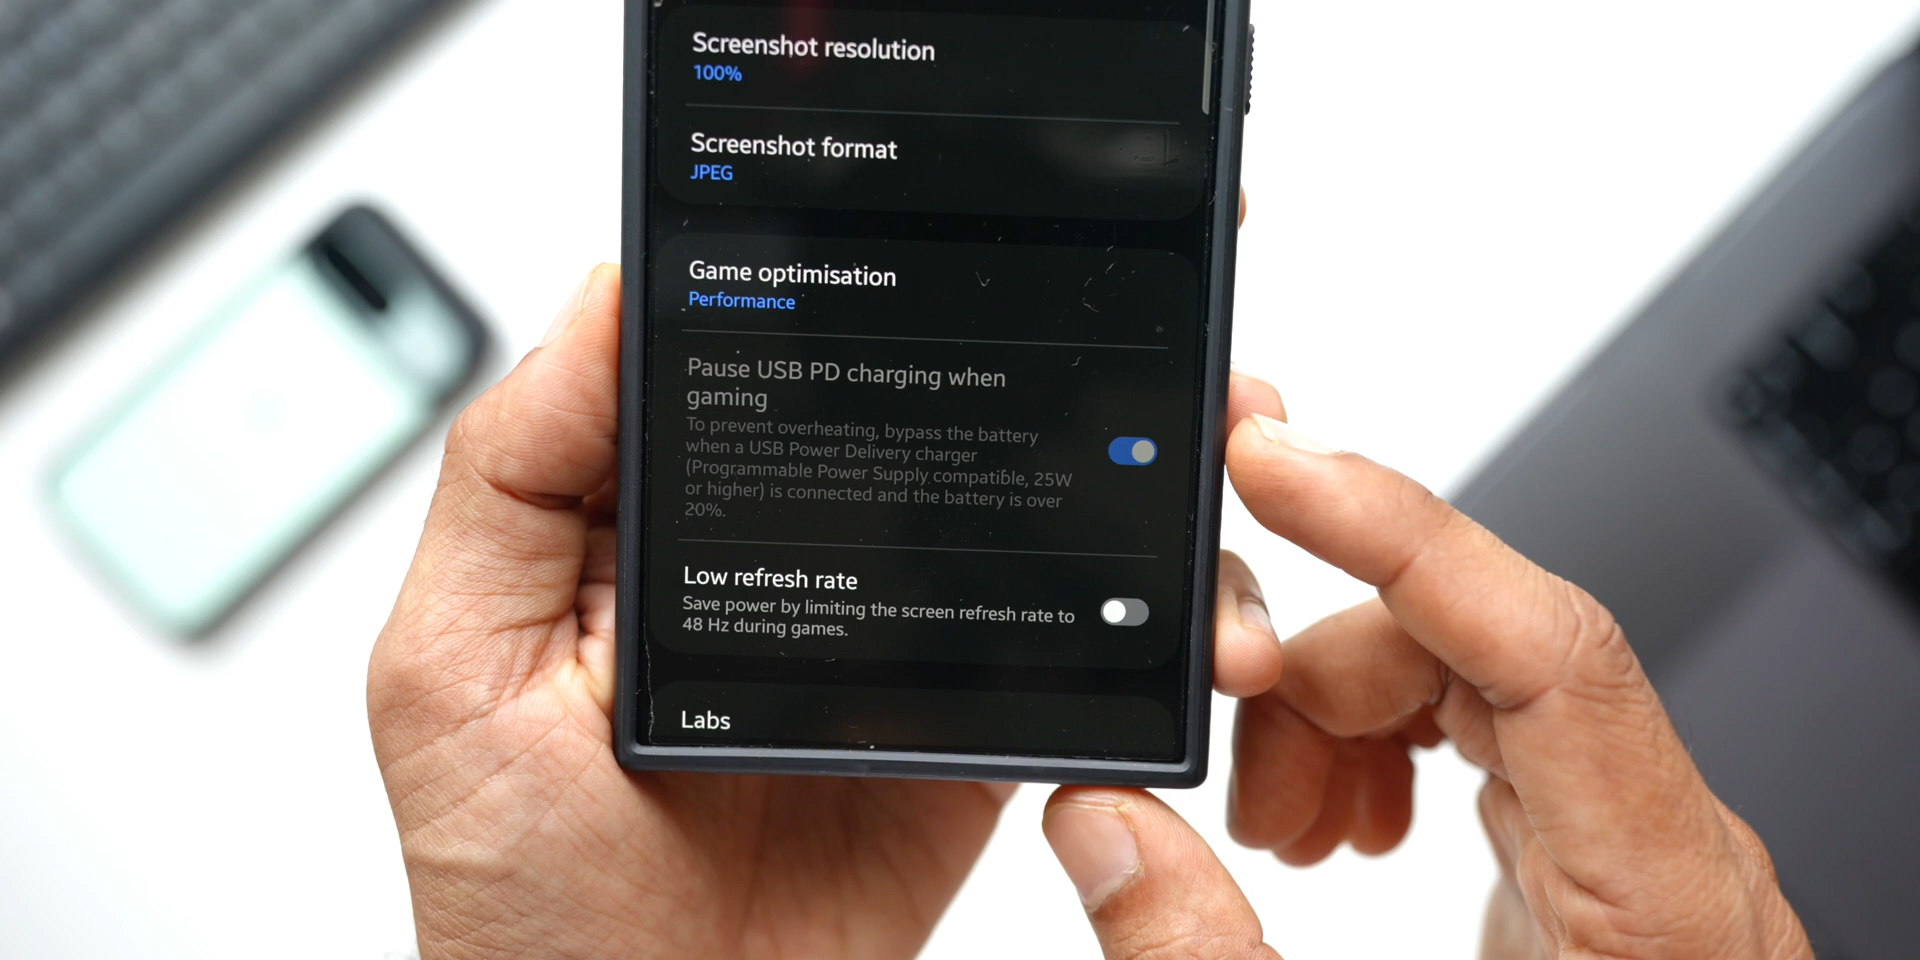 Screenshot resolution
100%
Screenshot format
JPEG
Game optimisation
Performance
Pause USB PD charging when
gaming
To prevent overheating, bypass the battery
when a USB Power Delivery charger
(Programmable Power Supply compatible, 25W
or higher) is connected and the battery is over
20%.
Low refresh rate
Save power by limiting the screen refresh rate to
48 Hz during games.
Labs